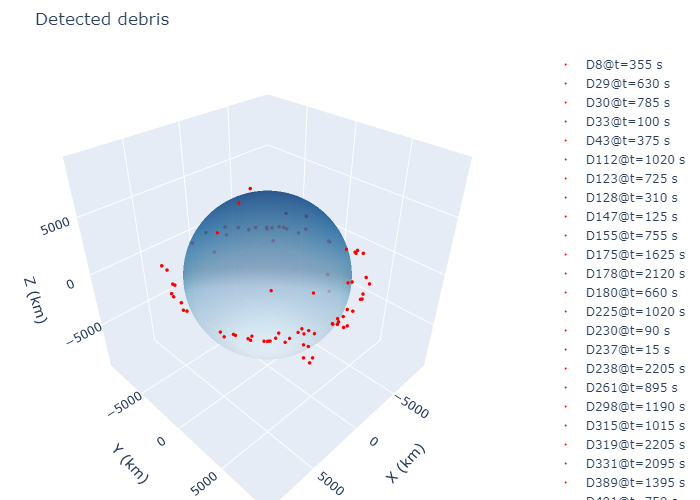 Detected debris
D8@t=355 s
D29@t=630 s
D30@t=785 s
D33@t=100 s
D43@t=375 s
D112@t=1020 s
D123@t=725 s
D128@t=310 s
D147@t=125 s
D155@t=755 s
D175@t=1625 s
D178@t=2120 s
D180@t=660 s
D225@t=1020 s
D230@t=90 s
D237@t=15 s
D238@t=2205 s
D261@t=895 s
D298@t=1190 s
D315@t=1015 s
D319@t=2205 s
D331@t=2095 s
D389@t=1395 s
5000
0
−5000
Z (km)
−5000
0
5000
Y (km)
−5000
0
5000
X (km)